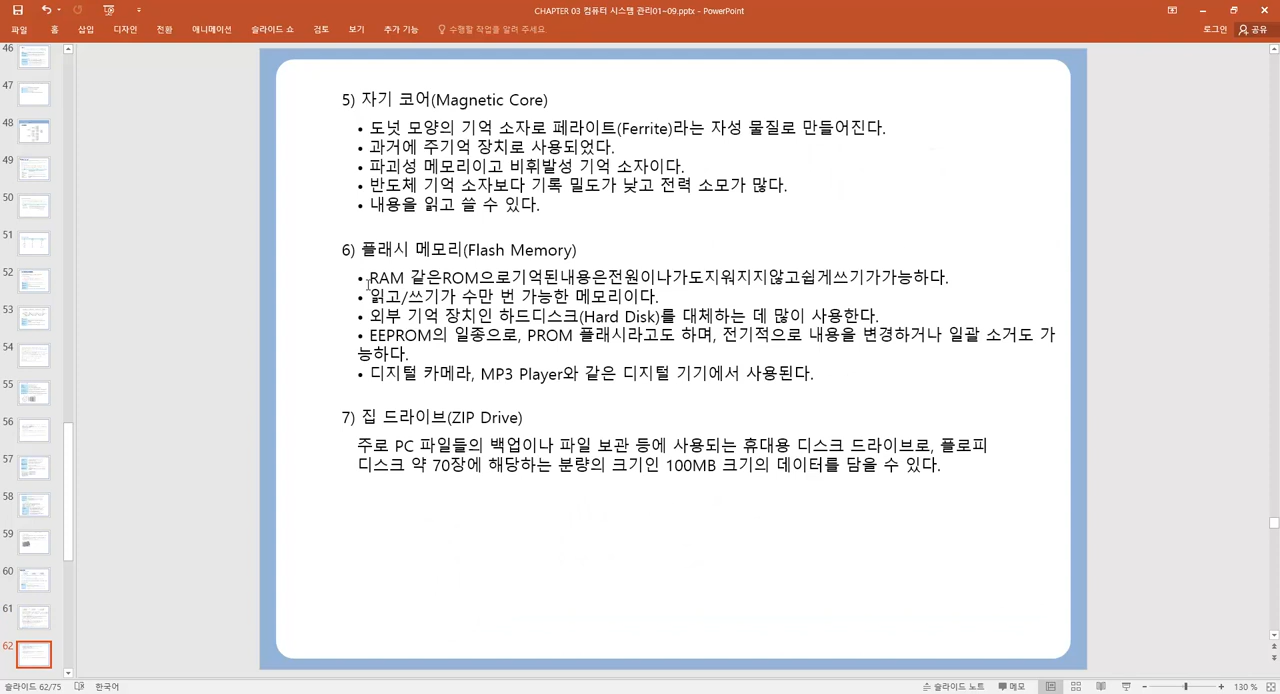 CHAPTER 03 컴퓨터 시스템 관리01~09.pptx - PowerPoint
파일 홈 삽입 디자인 전환 애니메이션 슬라이드 쇼 검토 보기 추가 기능 수행할 작업을 알려 주세요. 로그인 공유
46
47
48
49
50
51
52
53
54
55
56
57
58
59
60
61
62
5) 자기 코어(Magnetic Core)
• 도넛 모양의 기억 소자로 페라이트(Ferrite)라는 자성 물질로 만들어진다.
• 과거에 주기억 장치로 사용되었다.
• 파괴성 메모리이고 비휘발성 기억 소자이다.
• 반도체 기억 소자보다 기록 밀도가 낮고 전력 소모가 많다.
• 내용을 읽고 쓸 수 있다.
6) 플래시 메모리(Flash Memory)
• RAM 같은ROM으로기억된내용은전원이나가도지워지지않고쉽게쓰기가가능하다.
• 읽고/쓰기가 수만 번 가능한 메모리이다.
• 외부 기억 장치인 하드디스크(Hard Disk)를 대체하는 데 많이 사용한다.
• EEPROM의 일종으로, PROM 플래시라고도 하며, 전기적으로 내용을 변경하거나 일괄 소거도 가
능하다.
• 디지털 카메라, MP3 Player와 같은 디지털 기기에서 사용된다.
7) 집 드라이브(ZIP Drive)
주로 PC 파일들의 백업이나 파일 보관 등에 사용되는 휴대용 디스크 드라이브로, 플로피
디스크 약 70장에 해당하는 분량의 크기인 100MB 크기의 데이터를 담을 수 있다.
슬라이드 62/75 한국어 슬라이드 노트 메모 130 %